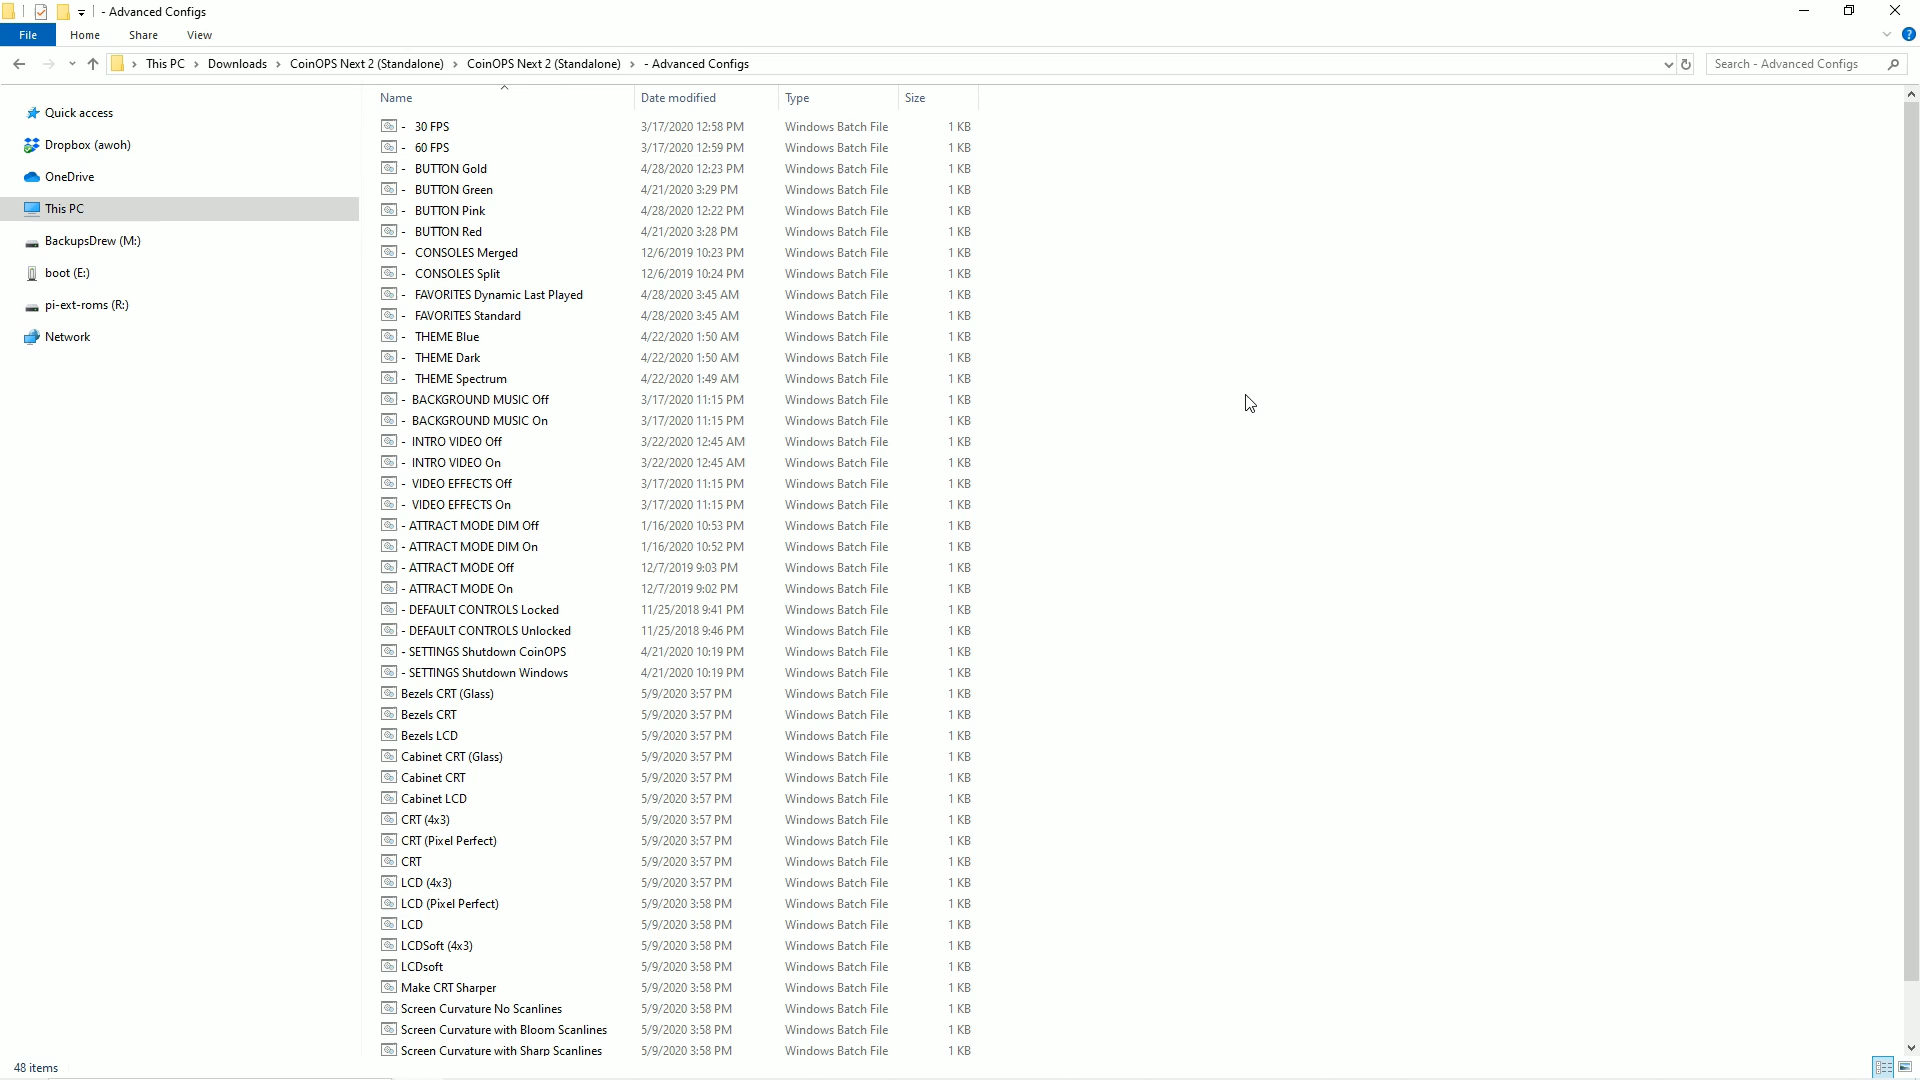 - Advanced Configs
File Home Share View
This PC > Downloads > CoinOPS Next 2 (Standalone) > CoinOPS Next 2 (Standalone) > - Advanced Configs
Search - Advanced Configs
Name Date modified Type Size
Quick access
Dropbox (awoh)
OneDrive
This PC
BackupsDrew (M:)
boot (E:)
pi-ext-roms (R:)
Network
- 30 FPS 3/17/2020 12:58 PM Windows Batch File 1 KB
- 60 FPS 3/17/2020 12:59 PM Windows Batch File 1 KB
- BUTTON Gold 4/28/2020 12:23 PM Windows Batch File 1 KB
- BUTTON Green 4/21/2020 3:29 PM Windows Batch File 1 KB
- BUTTON Pink 4/28/2020 12:22 PM Windows Batch File 1 KB
- BUTTON Red 4/21/2020 3:28 PM Windows Batch File 1 KB
- CONSOLES Merged 12/6/2019 10:23 PM Windows Batch File 1 KB
- CONSOLES Split 12/6/2019 10:24 PM Windows Batch File 1 KB
- FAVORITES Dynamic Last Played 4/28/2020 3:45 AM Windows Batch File 1 KB
- FAVORITES Standard 4/28/2020 3:45 AM Windows Batch File 1 KB
- THEME Blue 4/22/2020 1:50 AM Windows Batch File 1 KB
- THEME Dark 4/22/2020 1:50 AM Windows Batch File 1 KB
- THEME Spectrum 4/22/2020 1:49 AM Windows Batch File 1 KB
- BACKGROUND MUSIC Off 3/17/2020 11:15 PM Windows Batch File 1 KB
- BACKGROUND MUSIC On 3/17/2020 11:15 PM Windows Batch File 1 KB
- INTRO VIDEO Off 3/22/2020 12:45 AM Windows Batch File 1 KB
- INTRO VIDEO On 3/22/2020 12:45 AM Windows Batch File 1 KB
- VIDEO EFFECTS Off 3/17/2020 11:15 PM Windows Batch File 1 KB
- VIDEO EFFECTS On 3/17/2020 11:15 PM Windows Batch File 1 KB
- ATTRACT MODE DIM Off 1/16/2020 10:53 PM Windows Batch File 1 KB
- ATTRACT MODE DIM On 1/16/2020 10:52 PM Windows Batch File 1 KB
- ATTRACT MODE Off 12/7/2019 9:03 PM Windows Batch File 1 KB
- ATTRACT MODE On 12/7/2019 9:02 PM Windows Batch File 1 KB
- DEFAULT CONTROLS Locked 11/25/2018 9:41 PM Windows Batch File 1 KB
- DEFAULT CONTROLS Unlocked 11/25/2018 9:46 PM Windows Batch File 1 KB
- SETTINGS Shutdown CoinOPS 4/21/2020 10:19 PM Windows Batch File 1 KB
- SETTINGS Shutdown Windows 4/21/2020 10:19 PM Windows Batch File 1 KB
Bezels CRT (Glass) 5/9/2020 3:57 PM Windows Batch File 1 KB
Bezels CRT 5/9/2020 3:57 PM Windows Batch File 1 KB
Bezels LCD 5/9/2020 3:57 PM Windows Batch File 1 KB
Cabinet CRT (Glass) 5/9/2020 3:57 PM Windows Batch File 1 KB
Cabinet CRT 5/9/2020 3:57 PM Windows Batch File 1 KB
Cabinet LCD 5/9/2020 3:57 PM Windows Batch File 1 KB
CRT (4x3) 5/9/2020 3:57 PM Windows Batch File 1 KB
CRT (Pixel Perfect) 5/9/2020 3:57 PM Windows Batch File 1 KB
CRT 5/9/2020 3:57 PM Windows Batch File 1 KB
LCD (4x3) 5/9/2020 3:57 PM Windows Batch File 1 KB
LCD (Pixel Perfect) 5/9/2020 3:58 PM Windows Batch File 1 KB
LCD 5/9/2020 3:58 PM Windows Batch File 1 KB
LCDSoft (4x3) 5/9/2020 3:58 PM Windows Batch File 1 KB
LCDsoft 5/9/2020 3:58 PM Windows Batch File 1 KB
Make CRT Sharper 5/9/2020 3:58 PM Windows Batch File 1 KB
Screen Curvature No Scanlines 5/9/2020 3:58 PM Windows Batch File 1 KB
Screen Curvature with Bloom Scanlines 5/9/2020 3:58 PM Windows Batch File 1 KB
Screen Curvature with Sharp Scanlines 5/9/2020 3:58 PM Windows Batch File 1 KB
48 items